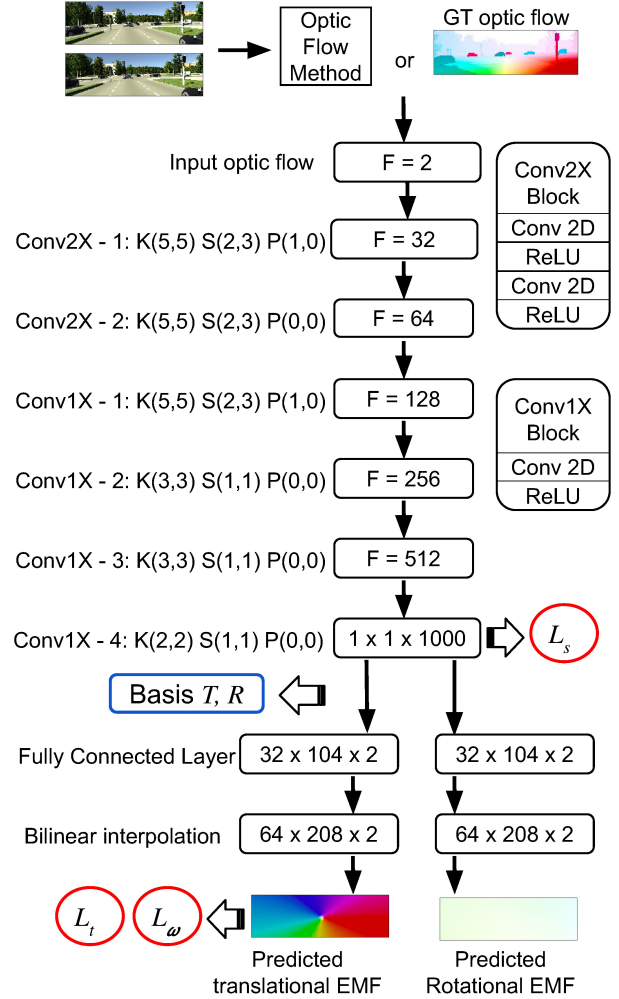 GT optic flow
Optic
Flow
Method
or
Input optic flow
F = 2
Conv2X
Block
Conv 2D
ReLU
Conv 2D
ReLU
Conv2X - 1: K(5,5) S(2,3) P(1,0)
F = 32
Conv2X - 2: K(5,5) S(2,3) P(0,0)
F = 64
Conv1X - 1: K(5,5) S(2,3) P(1,0)
F = 128
Conv1X
Block
Conv 2D
ReLU
Conv1X - 2: K(3,3) S(1,1) P(0,0)
F = 256
Conv1X - 3: K(3,3) S(1,1) P(0,0)
F = 512
Conv1X - 4: K(2,2) S(1,1) P(0,0)
1 x 1 x 1000
L_s
Basis T, R
Fully Connected Layer
32 x 104 x 2
32 x 104 x 2
Bilinear interpolation
64 x 208 x 2
64 x 208 x 2
L_t
L_ω
Predicted
translational EMF
Predicted
Rotational EMF